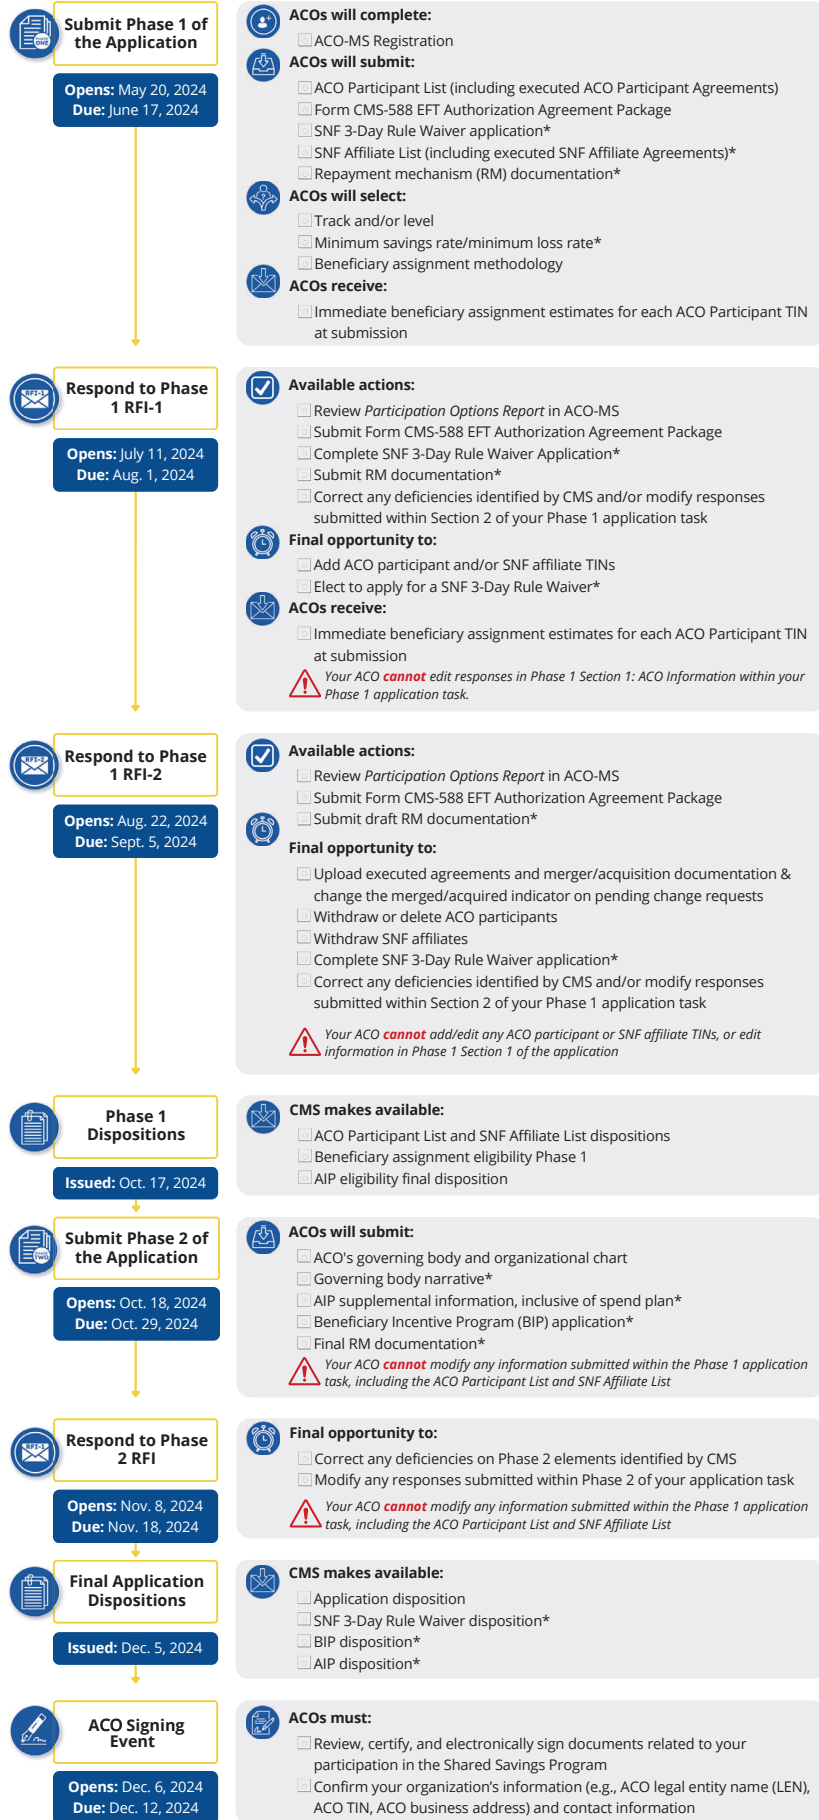 Submit Phase 1 of
the Application
Opens: May 20, 2024
Due: June 17, 2024
ACOs will complete:
ACO-MS Registration
ACOs will submit:
ACO Participant List (including executed ACO Participant Agreements)
Form CMS-588 EFT Authorization Agreement Package
SNF 3-Day Rule Waiver application*
SNF Affiliate List (including executed SNF Affiliate Agreements)*
Repayment mechanism (RM) documentation*
ACOs will select:
Track and/or level
Minimum savings rate/minimum loss rate*
Beneficiary assignment methodology
ACOs receive:
Immediate beneficiary assignment estimates for each ACO Participant TIN
at submission
RFI-1
Respond to Phase
1 RFI-1
Opens: July 11, 2024
Due: Aug. 1, 2024
Available actions:
Review Participation Options Report in ACO-MS
Submit Form CMS-588 EFT Authorization Agreement Package
Complete SNF 3-Day Rule Waiver Application*
Submit RM documentation*
Correct any deficiencies identified by CMS and/or modify responses
submitted within Section 2 of your Phase 1 application task
Final opportunity to:
Add ACO participant and/or SNF affiliate TINs
Elect to apply for a SNF 3-Day Rule Waiver*
ACOs receive:
Immediate beneficiary assignment estimates for each ACO Participant TIN
at submission
Your ACO cannot edit responses in Phase 1 Section 1: ACO Information within your
Phase 1 application task.
Respond to Phase
1 RFI-2
Opens: Aug. 22, 2024
Due: Sept. 5, 2024
Available actions:
Review Participation Options Report in ACO-MS
Submit Form CMS-588 EFT Authorization Agreement Package
Submit draft RM documentation*
Final opportunity to:
Upload executed agreements and merger/acquisition documentation &
change the merged/acquired indicator on pending change requests
Withdraw or delete ACO participants
Withdraw SNF affiliates
Complete SNF 3-Day Rule Waiver application*
Correct any deficiencies identified by CMS and/or modify responses
submitted within Section 2 of your Phase 1 application task
Your ACO cannot add/edit any ACO participant or SNF affiliate TINs, or edit
information in Phase 1 Section 1 of the application
Phase 1
Dispositions
Issued: Oct. 17, 2024
CMS makes available:
ACO Participant List and SNF Affiliate List dispositions
Beneficiary assignment eligibility Phase 1
AIP eligibility final disposition
Submit Phase 2 of
the Application
Opens: Oct. 18, 2024
Due: Oct. 29, 2024
ACOs will submit:
ACO's governing body and organizational chart
Governing body narrative*
AIP supplemental information, inclusive of spend plan*
Beneficiary Incentive Program (BIP) application*
Final RM documentation*
Your ACO cannot modify any information submitted within the Phase 1 application
task, including the ACO Participant List and SNF Affiliate List
RFI-1
Respond to Phase
2 RFI
Opens: Nov. 8, 2024
Due: Nov. 18, 2024
Final opportunity to:
Correct any deficiencies on Phase 2 elements identified by CMS
Modify any responses submitted within Phase 2 of your application task
Your ACO cannot modify any information submitted within the Phase 1 application
task, including the ACO Participant List and SNF Affiliate List
Final Application
Dispositions
Issued: Dec. 5, 2024
CMS makes available:
Application disposition
SNF 3-Day Rule Waiver disposition*
BIP disposition*
AIP disposition*
ACO Signing
Event
Opens: Dec. 6, 2024
Due: Dec. 12, 2024
ACOs must:
Review, certify, and electronically sign documents related to your
participation in the Shared Savings Program
Confirm your organization’s information (e.g., ACO legal entity name (LEN),
ACO TIN, ACO business address) and contact information